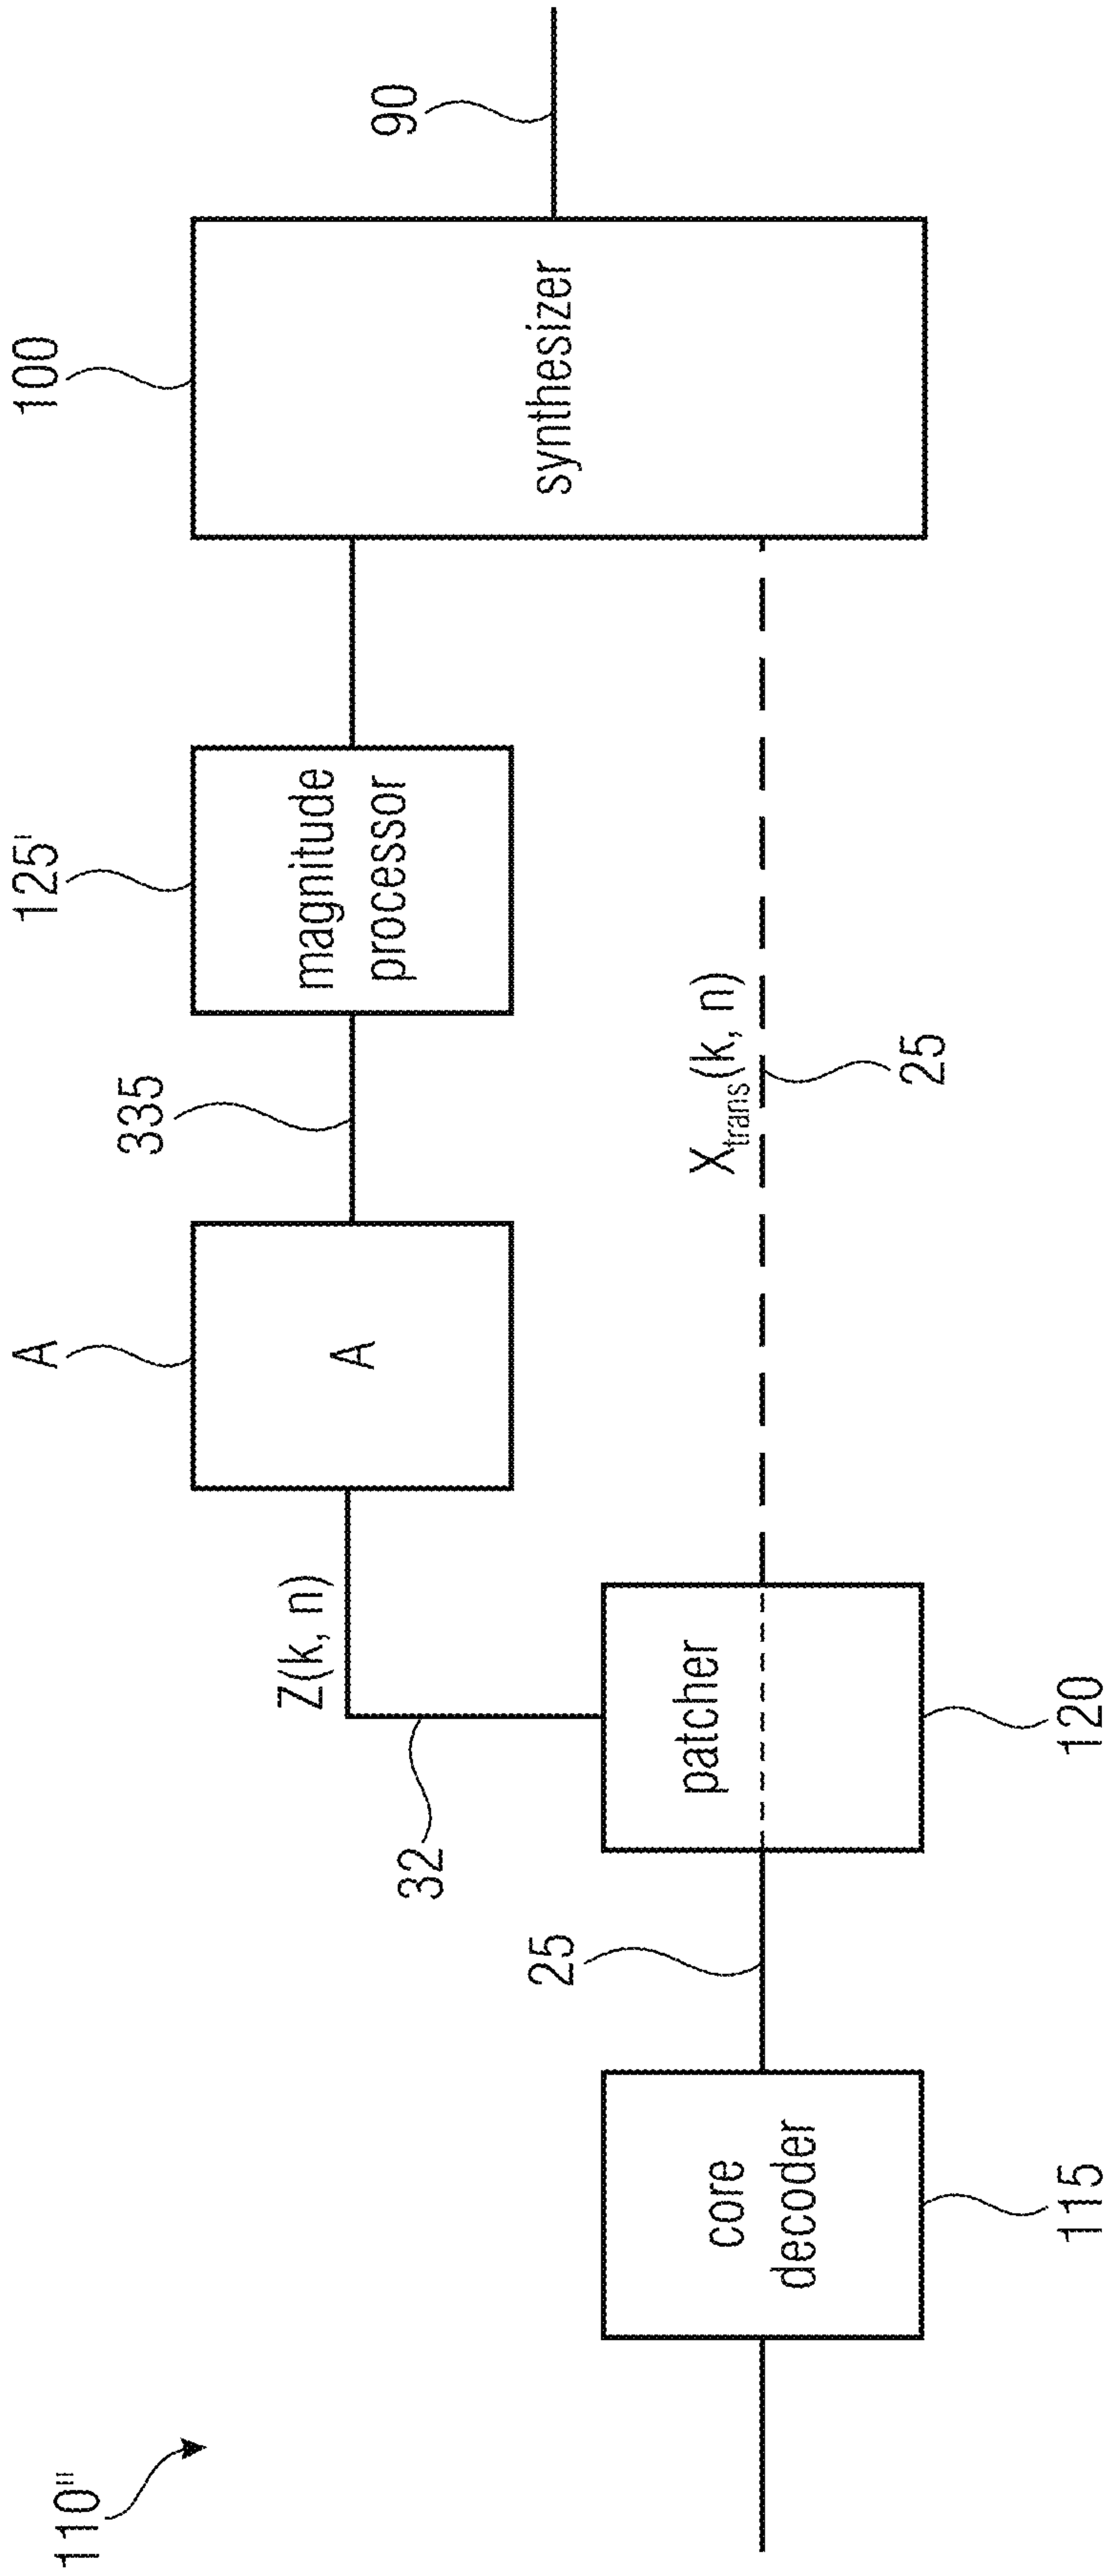 110"
A
125'
100
335
90
Z(k, n)
A
magnitude
processor
32
synthesizer
25
X_trans(k, n)
25
core
decoder
patcher
115
120